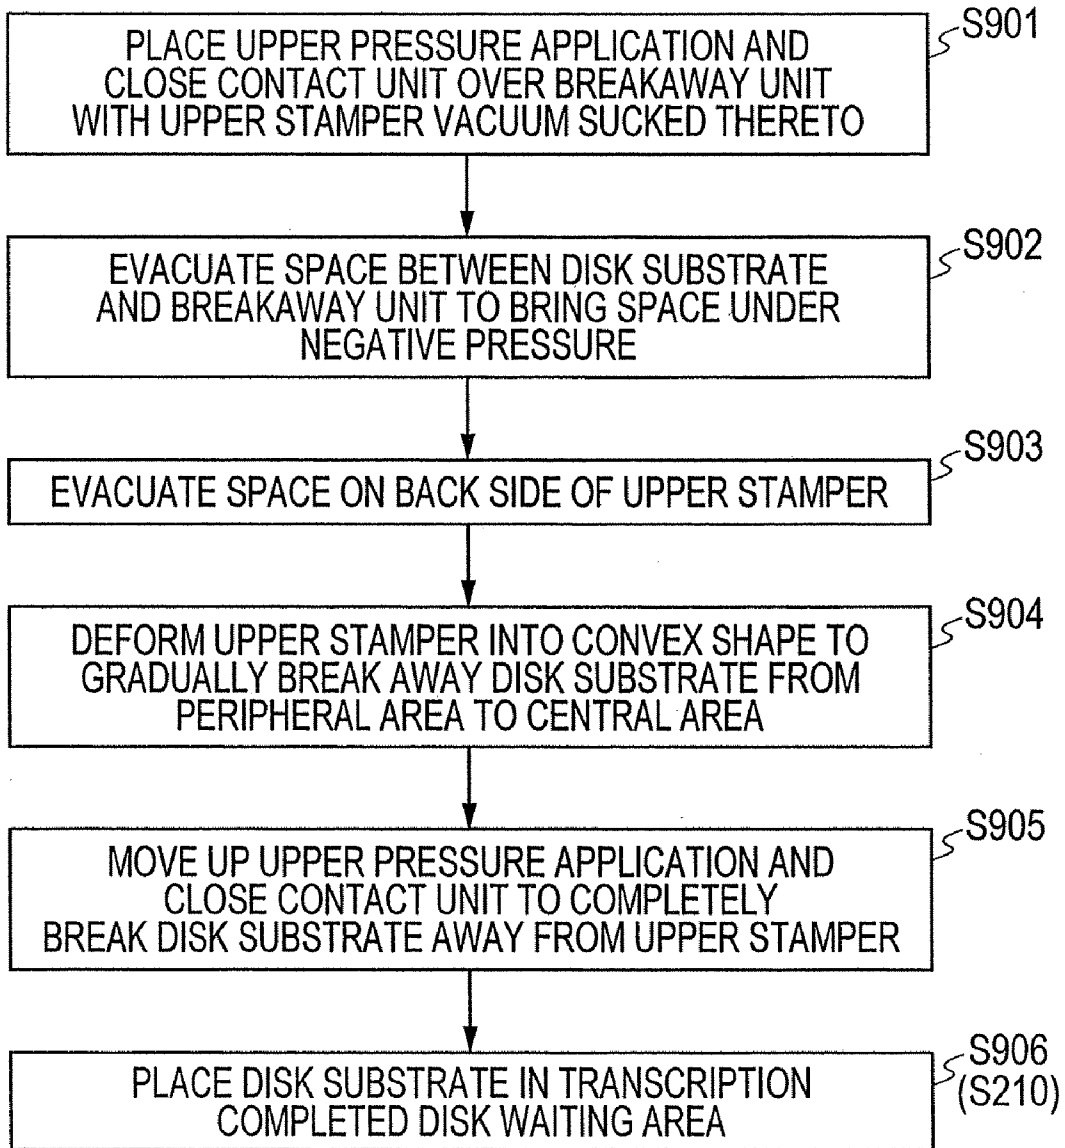 S901
PLACE UPPER PRESSURE APPLICATION AND
CLOSE CONTACT UNIT OVER BREAKAWAY UNIT
WITH UPPER STAMPER VACUUM SUCKED THERETO
S902
EVACUATE SPACE BETWEEN DISK SUBSTRATE
AND BREAKAWAY UNIT TO BRING SPACE UNDER
NEGATIVE PRESSURE
S903
EVACUATE SPACE ON BACK SIDE OF UPPER STAMPER
S904
DEFORM UPPER STAMPER INTO CONVEX SHAPE TO
GRADUALLY BREAK AWAY DISK SUBSTRATE FROM
PERIPHERAL AREA TO CENTRAL AREA
S905
MOVE UP UPPER PRESSURE APPLICATION AND
CLOSE CONTACT UNIT TO COMPLETELY
BREAK DISK SUBSTRATE AWAY FROM UPPER STAMPER
S906
(S210)
PLACE DISK SUBSTRATE IN TRANSCRIPTION
COMPLETED DISK WAITING AREA